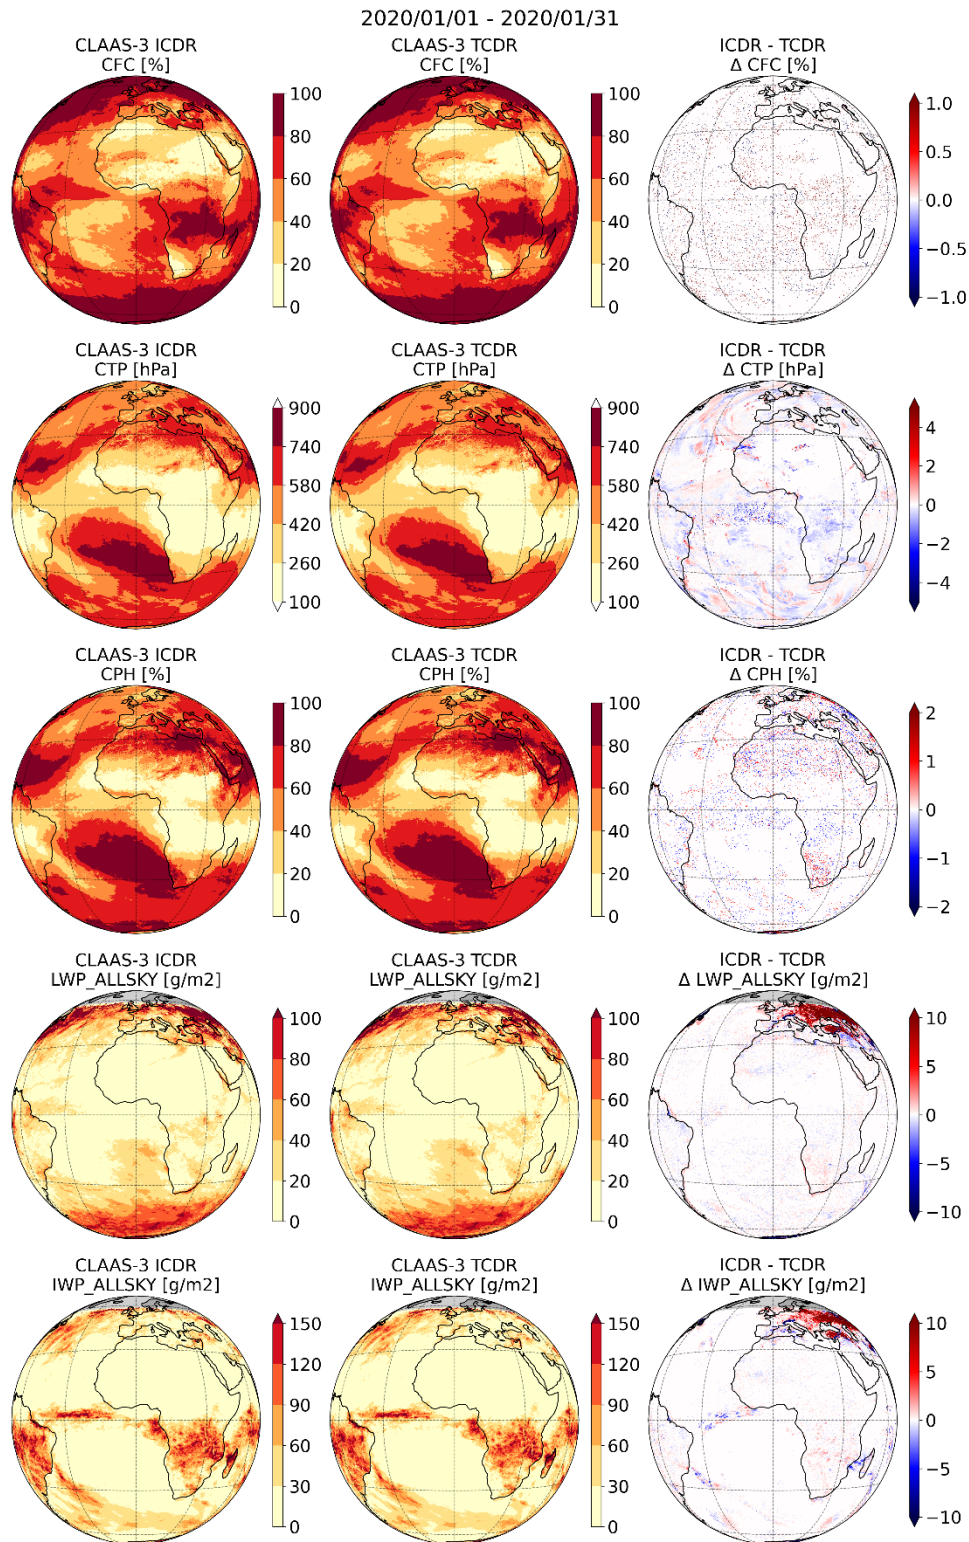 2020/01/01 - 2020/01/31
CLAAS-3 ICDR
CFC [%]
CLAAS-3 TCDR
CFC [%]
ICDR - TCDR
Δ CFC [%]
100
80
60
40
20
0
100
80
60
40
20
0
1.0
0.5
0.0
−0.5
−1.0
CLAAS-3 ICDR
CTP [hPa]
CLAAS-3 TCDR
CTP [hPa]
ICDR - TCDR
Δ CTP [hPa]
900
740
580
420
260
100
900
740
580
420
260
100
4
2
0
−2
−4
CLAAS-3 ICDR
CPH [%]
CLAAS-3 TCDR
CPH [%]
ICDR - TCDR
Δ CPH [%]
100
80
60
40
20
0
100
80
60
40
20
0
2
1
0
−1
−2
CLAAS-3 ICDR
LWP_ALLSKY [g/m2]
CLAAS-3 TCDR
LWP_ALLSKY [g/m2]
ICDR - TCDR
Δ LWP_ALLSKY [g/m2]
100
80
60
40
20
0
100
80
60
40
20
0
10
5
0
−5
−10
CLAAS-3 ICDR
IWP_ALLSKY [g/m2]
CLAAS-3 TCDR
IWP_ALLSKY [g/m2]
ICDR - TCDR
Δ IWP_ALLSKY [g/m2]
150
120
90
60
30
0
150
120
90
60
30
0
10
5
0
−5
−10